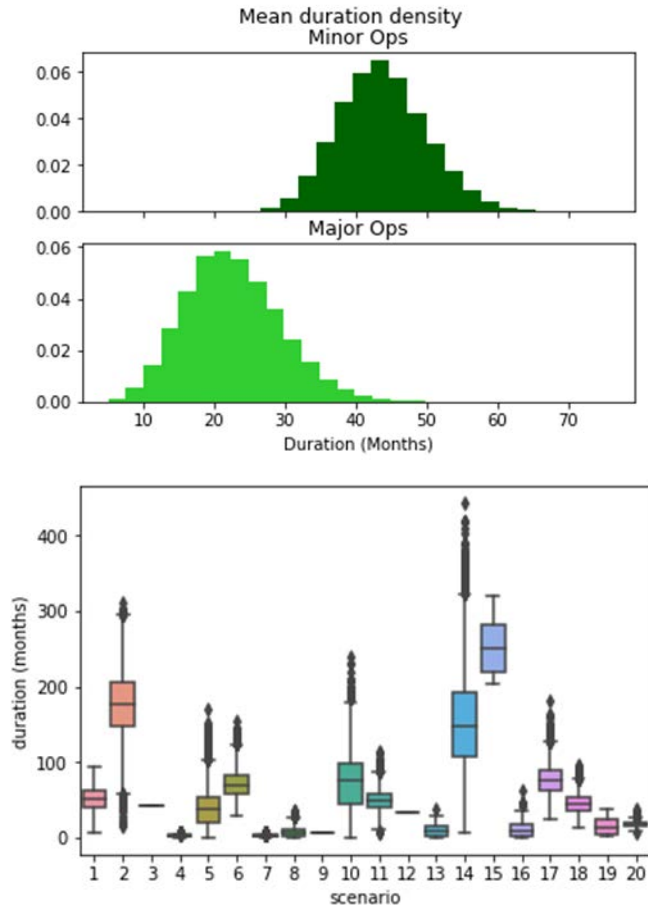 Mean duration density
Minor Ops
0.06
0.04
0.02
0.00
Major Ops
0.06
0.04
0.02
0.00
10 20 30 40 50 60 70
Duration (Months)
400
300
200
100
0
duration (months)
1 2 3 4 5 6 7 8 9 10 11 12 13 14 15 16 17 18 19 20
scenario